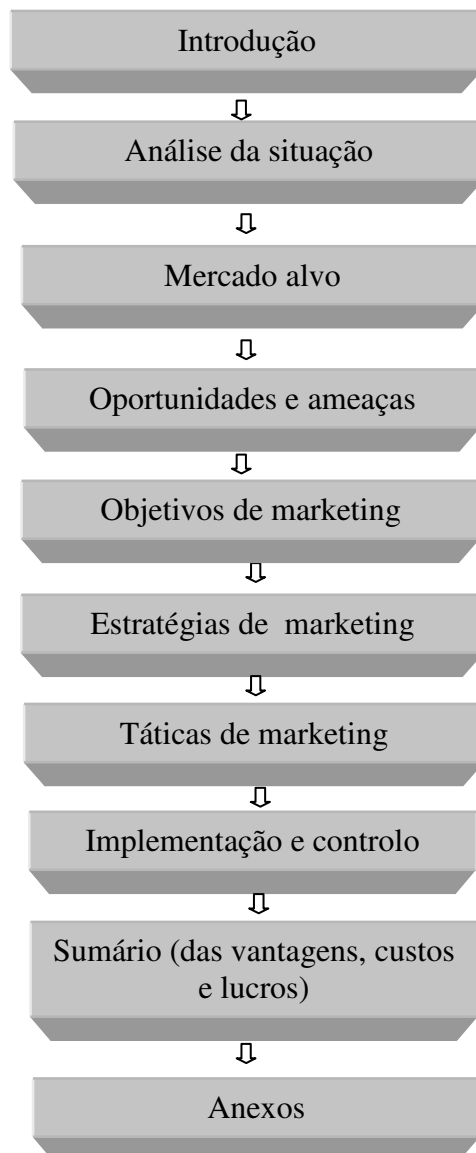 Introdução
Análise da situação
Mercado alvo
Oportunidades e ameaças
Objetivos de marketing
Estratégias de marketing
Táticas de marketing
Implementação e controlo
Sumário (das vantagens, custos
e lucros)
Anexos